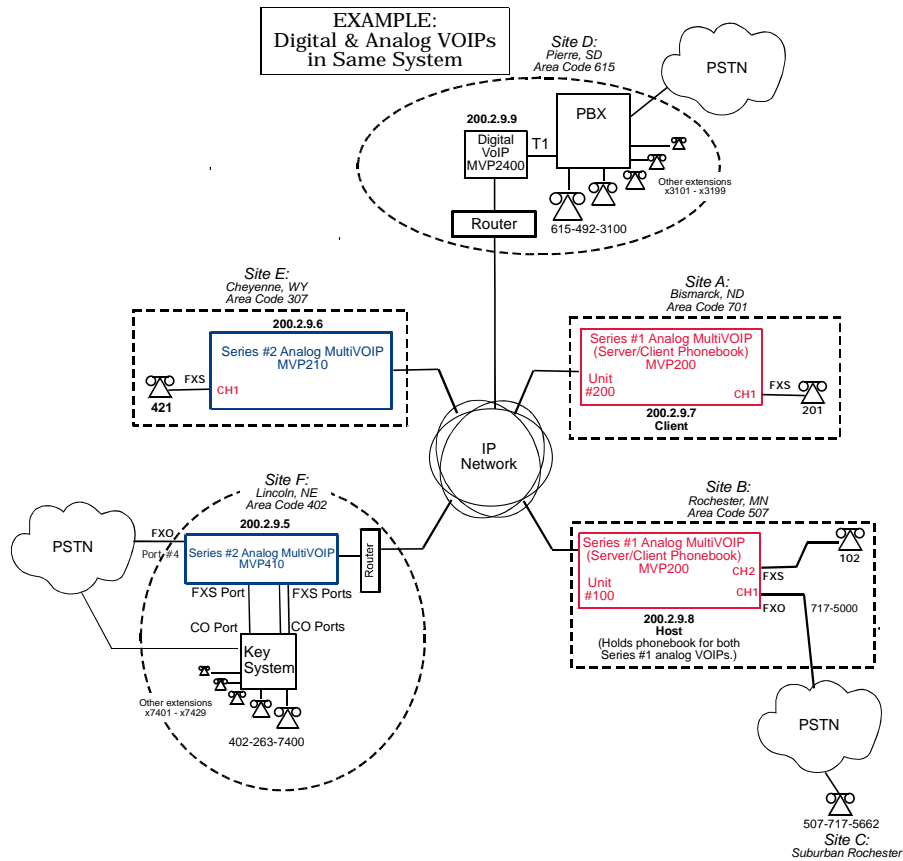 EXAMPLE:
Digital & Analog VOIPs
in Same System
Site D:
Pierre, SD
Area Code 615
PSTN
PBX
200.2.9.9
Digital
VoIP
MVP2400
T1
Other extensions
x3101 - x3199
615-492-3100
Router
Site E:
Cheyenne, WY
Area Code 307
200.2.9.6
Series #2 Analog MultiVOIP
MVP210
FXS
CH1
421
Site A:
Bismarck, ND
Area Code 701
Series #1 Analog MultiVOIP
(Server/Client Phonebook)
MVP200
Unit
#200
CH1
FXS
201
200.2.9.7
Client
IP
Network
Site F:
Lincoln, NE
Area Code 402
200.2.9.5
FXO
Port #4
PSTN
Series #2 Analog MultiVOIP
MVP410
Router
FXS Port
FXS Ports
CO Port
CO Ports
Key
System
Other extensions
x7401 - x7429
402-263-7400
Site B:
Rochester, MN
Area Code 507
Series #1 Analog MultiVOIP
(Server/Client Phonebook)
MVP200
Unit
#100
CH2
FXS
102
CH1
FXO
717-5000
200.2.9.8
Host
(Holds phonebook for both
Series #1 analog VOIPs.)
PSTN
507-717-5662
Site C:
Suburban Rochester